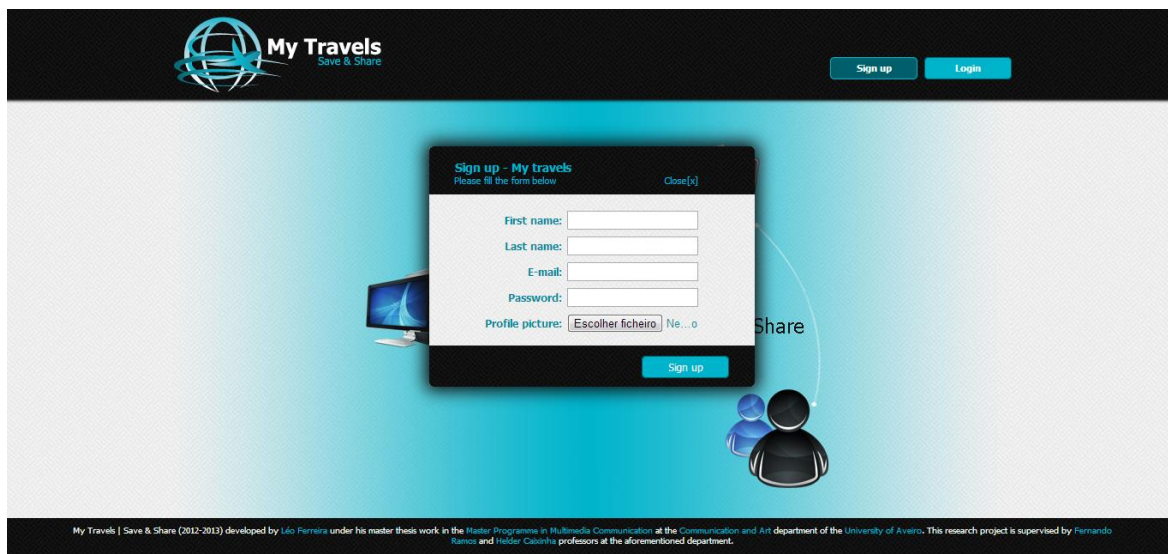 My Travels
Save & Share
Sign up
Login
Sign up - My travels
Please fill the form below
Close[x]
First name:
Last name:
E-mail:
Password:
Profile picture: Escolher ficheiro Ne...o
Share
Sign up
My Travels | Save & Share (2012-2013) developed by Léo Ferreira under his master thesis work in the Master Programme in Multimedia Communication at the Communication and Art department of the University of Aveiro. This research project is supervised by Fernando
Ramos and Helder Caixinha professors at the aforementioned department.